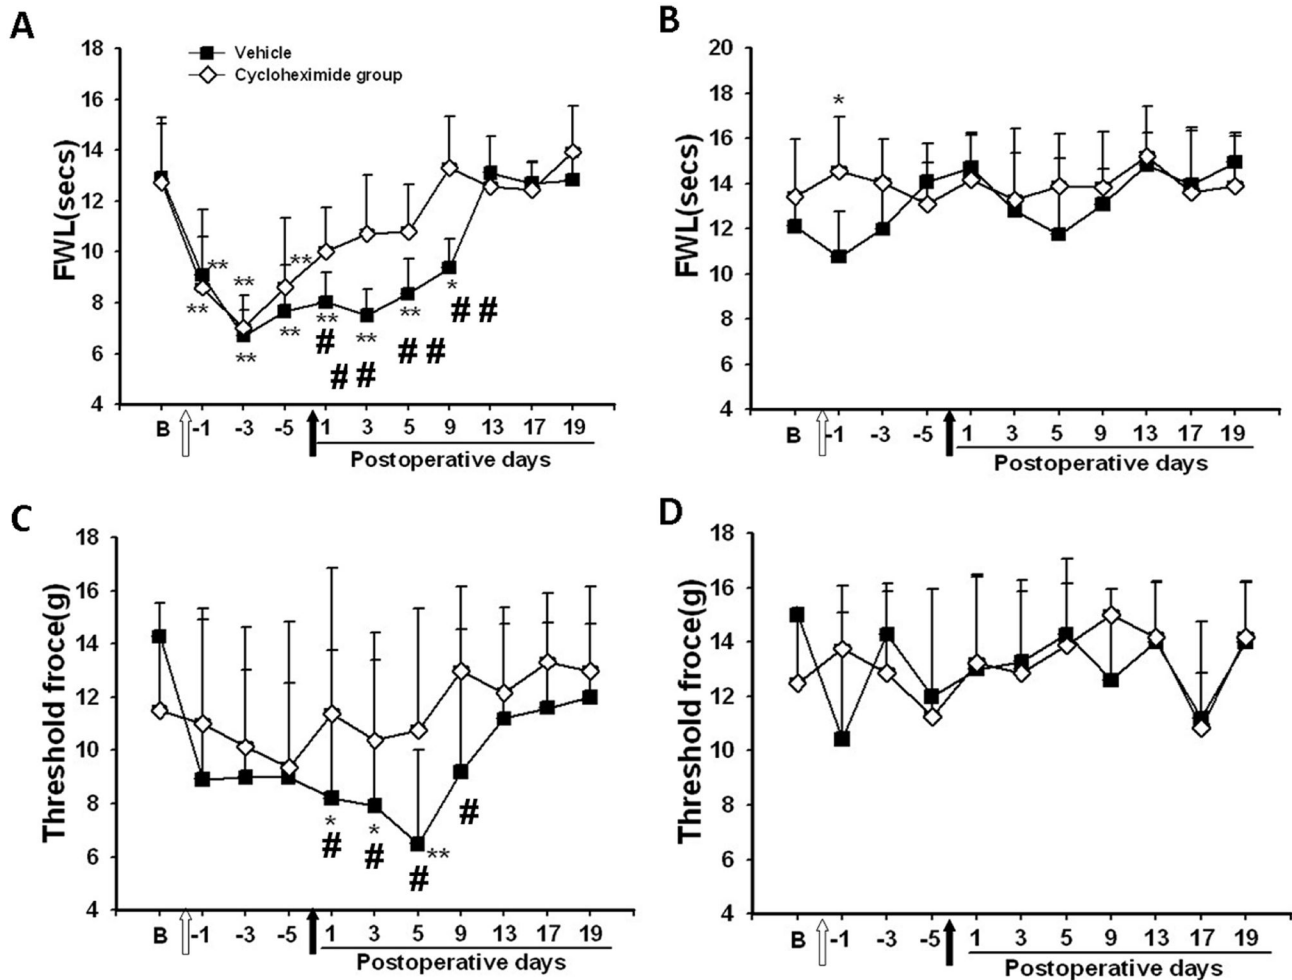 A
18
16
14
12
10
8
6
4
FWL(secs)
Vehicle
Cycloheximide group
** ** ** ** ** ** ** ** ** *
#
# #
# #
# #
B -1 -3 -5 1 3 5 9 13 17 19
Postoperative days
B
20
18
16
14
12
10
8
6
4
FWL(secs)
*
B -1 -3 -5 1 3 5 9 13 17 19
Postoperative days
C
18
16
14
12
10
8
6
4
Threshold froce(g)
* * **
# # # #
B -1 -3 -5 1 3 5 9 13 17 19
Postoperative days
D
18
16
14
12
10
8
6
4
Threshold froce(g)
B -1 -3 -5 1 3 5 9 13 17 19
Postoperative days